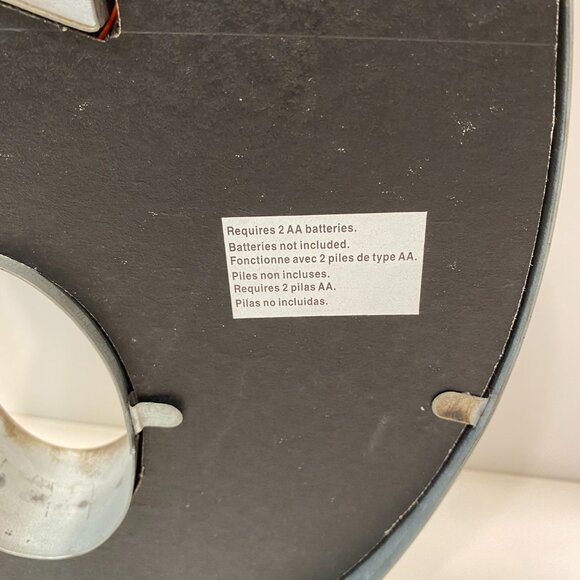 Requires 2 AA batteries.
Batteries not included.
Fonctionne avec 2 piles de type AA.
Piles non incluses.
Requires 2 pilas AA.
Pilas no incluidas.